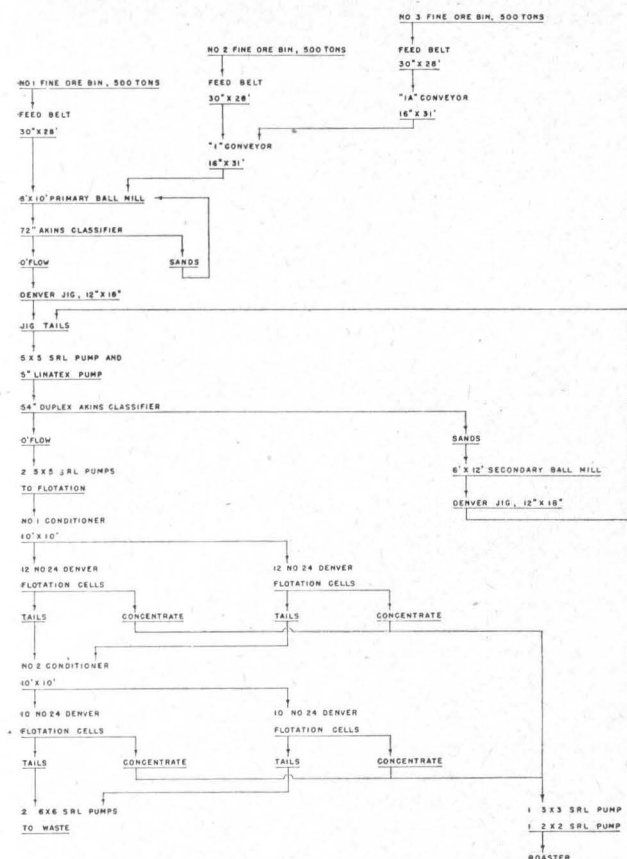 NO 3 FINE ORE BIN, 500 TONS
FEED BELT
30" X 28'
"1A" CONVEYOR
16" X 31'
NO 2 FINE ORE BIN, 500 TONS
FEED BELT
30" X 28'
"1" CONVEYOR
16" X 31'
NO 1 FINE ORE BIN, 500 TONS
FEED BELT
30" X 28'
8' X 10' PRIMARY BALL MILL
72" AKINS CLASSIFIER
O'FLOW
SANDS
DENVER JIG, 12" X 18"
JIG TAILS
5 X 5 SRL PUMP AND
5" LINATEX PUMP
54" DUPLEX AKINS CLASSIFIER
O'FLOW
SANDS
2 5 X 5 SRL PUMPS
6' X 12' SECONDARY BALL MILL
TO FLOTATION
DENVER JIG, 12" X 18"
NO 1 CONDITIONER
10' X 10'
12 NO 24 DENVER
FLOTATION CELLS
12 NO 24 DENVER
FLOTATION CELLS
TAILS
CONCENTRATE
TAILS
CONCENTRATE
NO 2 CONDITIONER
10' X 10'
10 NO 24 DENVER
FLOTATION CELLS
10 NO 24 DENVER
FLOTATION CELLS
TAILS
CONCENTRATE
TAILS
CONCENTRATE
2 6X6 SRL PUMPS
TO WASTE
1 3X3 SRL PUMP
1 2X2 SRL PUMP
ROASTER